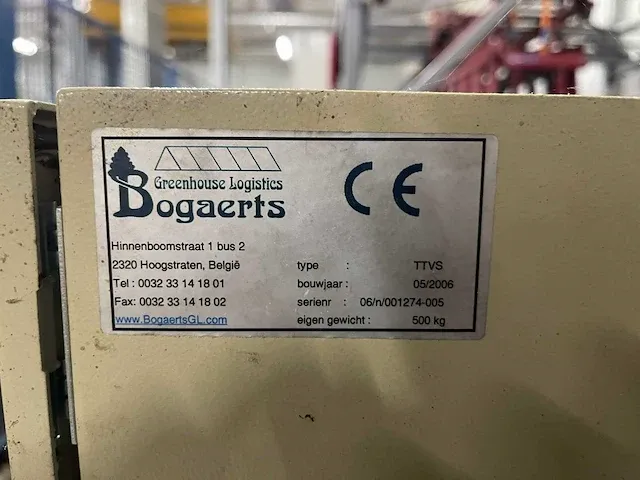 Greenhouse Logistics
Bogaerts
CE
Hinnenboomstraat 1 bus 2
2320 Hoogstraten, België
Tel : 0032 33 14 18 01
Fax: 0032 33 14 18 02
www.BogaertsGL.com
type : TTVS
bouwjaar : 05/2006
serienr : 06/n/001274-005
eigen gewicht : 500 kg